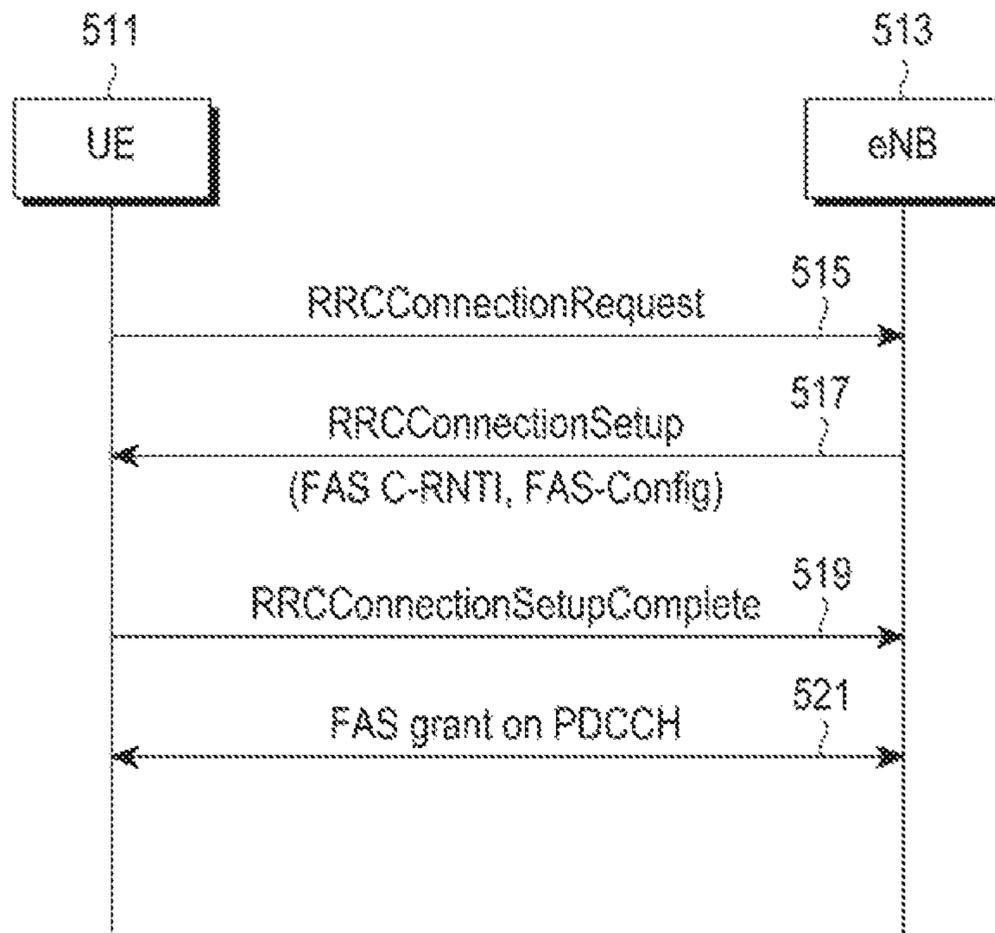 511 513
UE eNB
515
RRCConnectionRequest
517
RRCConnectionSetup
(FAS C-RNTI, FAS-Config)
519
RRCConnectionSetupComplete
521
FAS grant on PDCCH